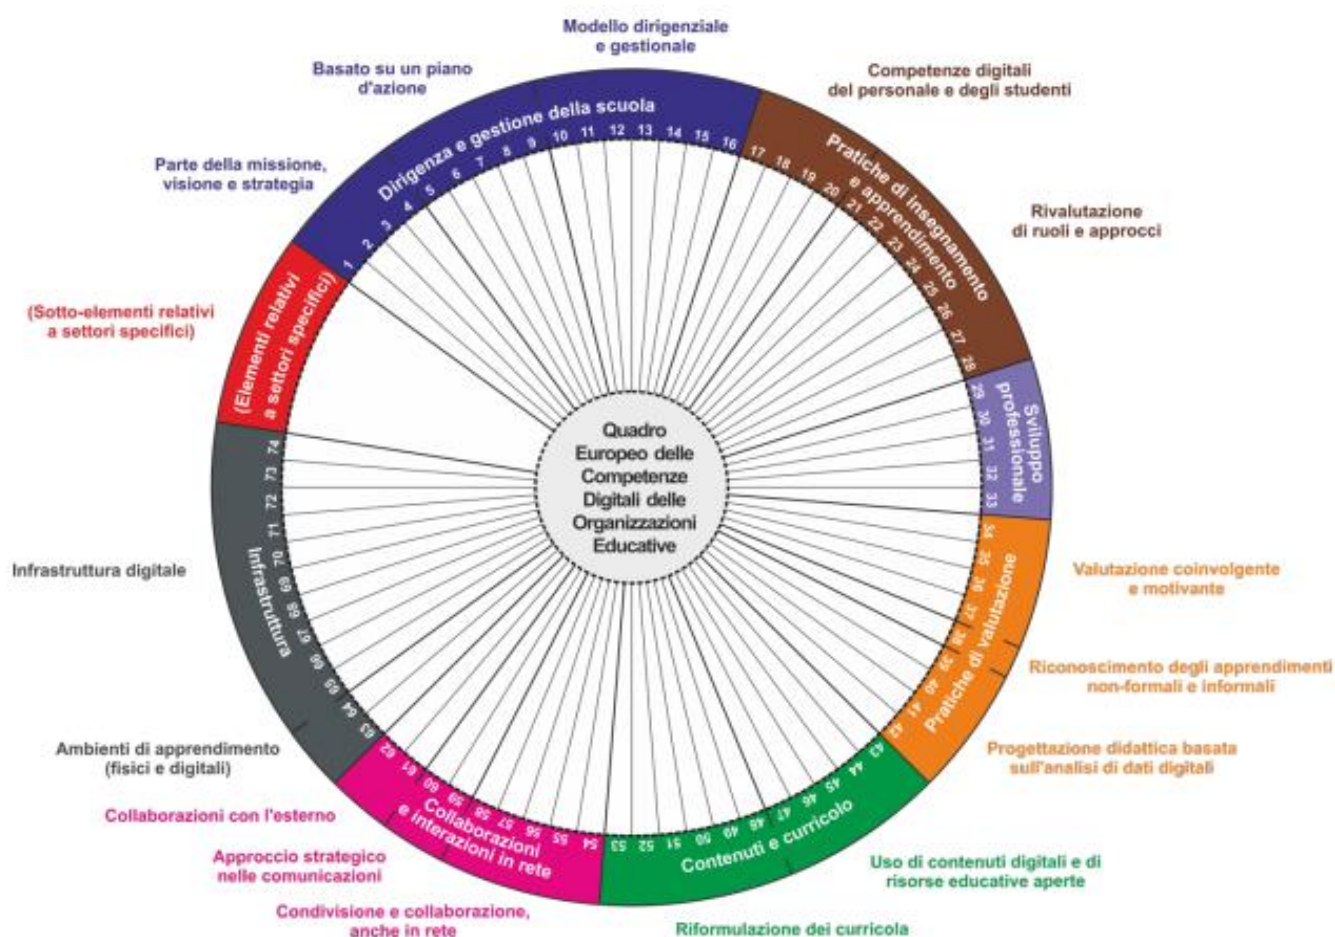 Modello dirigenziale
e gestionale
Basato su un piano
d'azione
Parte della missione,
visione e strategia
Dirigenza e gestione della scuola
1 2 3 4 5 6 7 8 9 10 11 12 13 14 15 16
Competenze digitali
del personale e degli studenti
Rivalutazione
di ruoli e approcci
Pratiche di insegnamento
e apprendimento
17 18 19 20 21 22 23 24 25 26 27 28
Sviluppo
professionale
29 30 31 32 33
Valutazione coinvolgente
e motivante
Riconoscimento degli apprendimenti
non-formali e informali
Progettazione didattica basata
sull'analisi di dati digitali
Pratiche di valutazione
34 35 36 37 38 39 40 41 42
Uso di contenuti digitali e di
risorse educative aperte
Riformulazione dei curricola
Contenuti e curricolo
43 44 45 46 47 48 49 50 51 52 53
Condivisione e collaborazione,
anche in rete
Approccio strategico
nelle comunicazioni
Collaborazioni con l'esterno
Collaborazioni
e interazioni in rete
54 55 56 57 58 59 60 61 62
Ambienti di apprendimento
(fisici e digitali)
Infrastruttura digitale
Infrastruttura
63 64 65 66 67 68 69 70 71 72 73 74
(Sotto-elementi relativi
a settori specifici)
(Elementi relativi
a settori specifici)
Quadro
Europeo delle
Competenze
Digitali delle
Organizzazioni
Educative